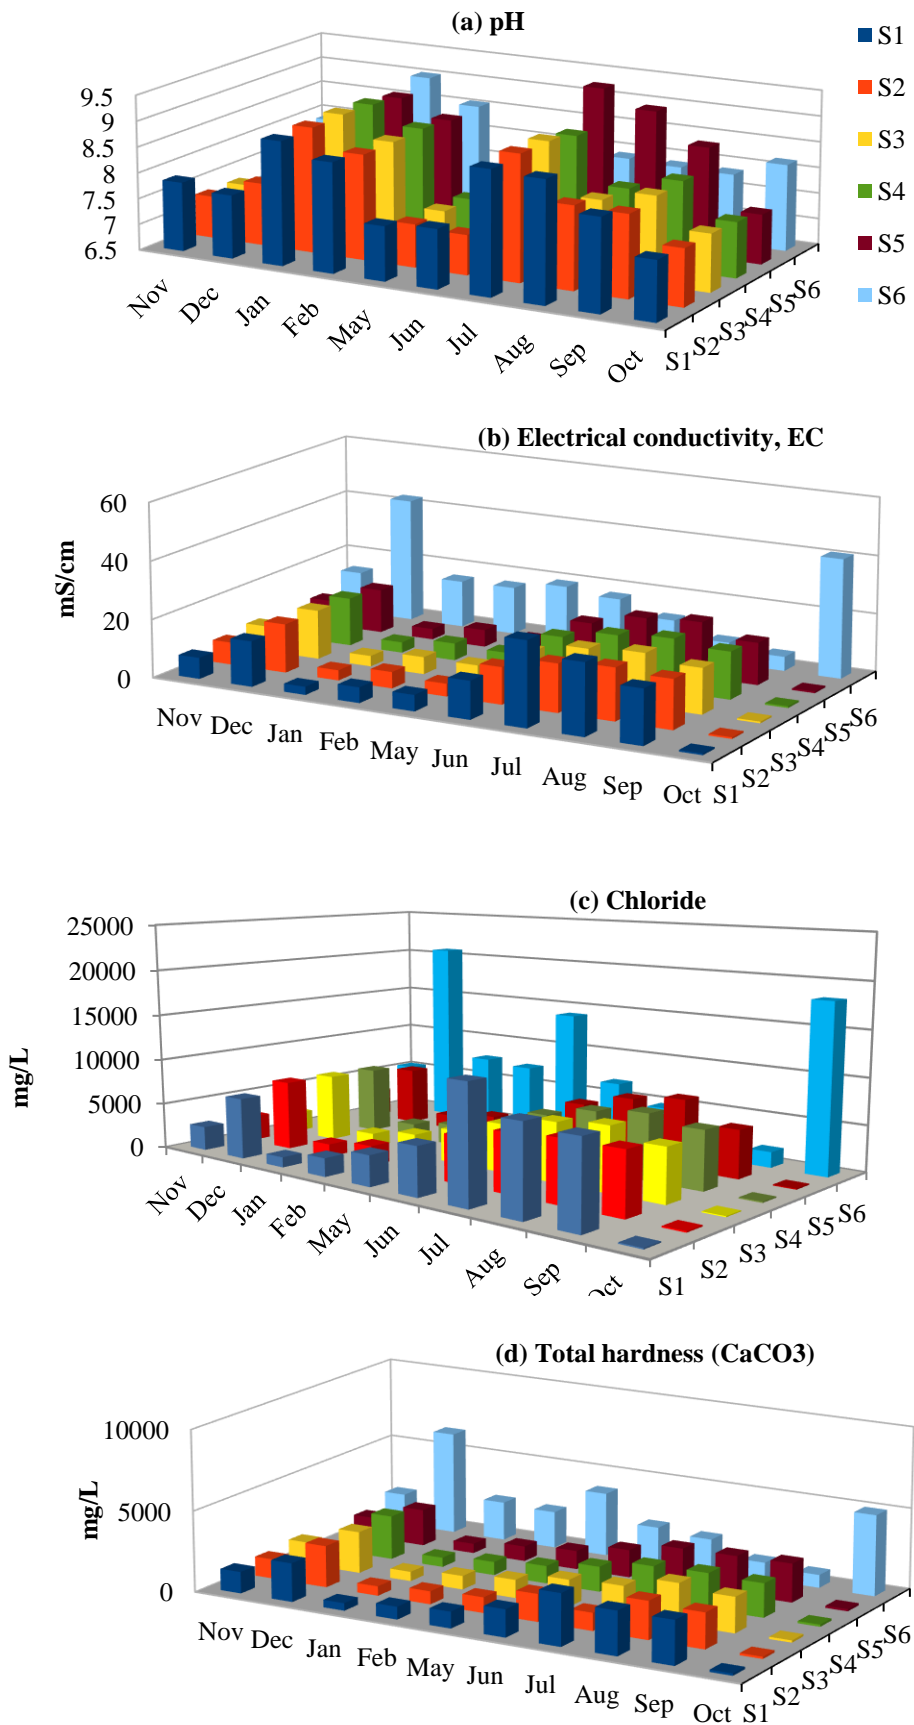 (a) pH
S1
S2
S3
S4
S5
S6
9.5
9
8.5
8
7.5
7
6.5
Nov
Dec
Jan
Feb
May
Jun
Jul
Aug
Sep
Oct
S1
S2
S3
S4
S5
S6
(b) Electrical conductivity, EC
mS/cm
60
40
20
0
Nov
Dec
Jan
Feb
May
Jun
Jul
Aug
Sep
Oct
S1
S2
S3
S4
S5
S6
(c) Chloride
mg/L
25000
20000
15000
10000
5000
0
Nov
Dec
Jan
Feb
May
Jun
Jul
Aug
Sep
Oct
S1
S2
S3
S4
S5
S6
(d) Total hardness (CaCO3)
mg/L
10000
5000
0
Nov
Dec
Jan
Feb
May
Jun
Jul
Aug
Sep
Oct
S1
S2
S3
S4
S5
S6